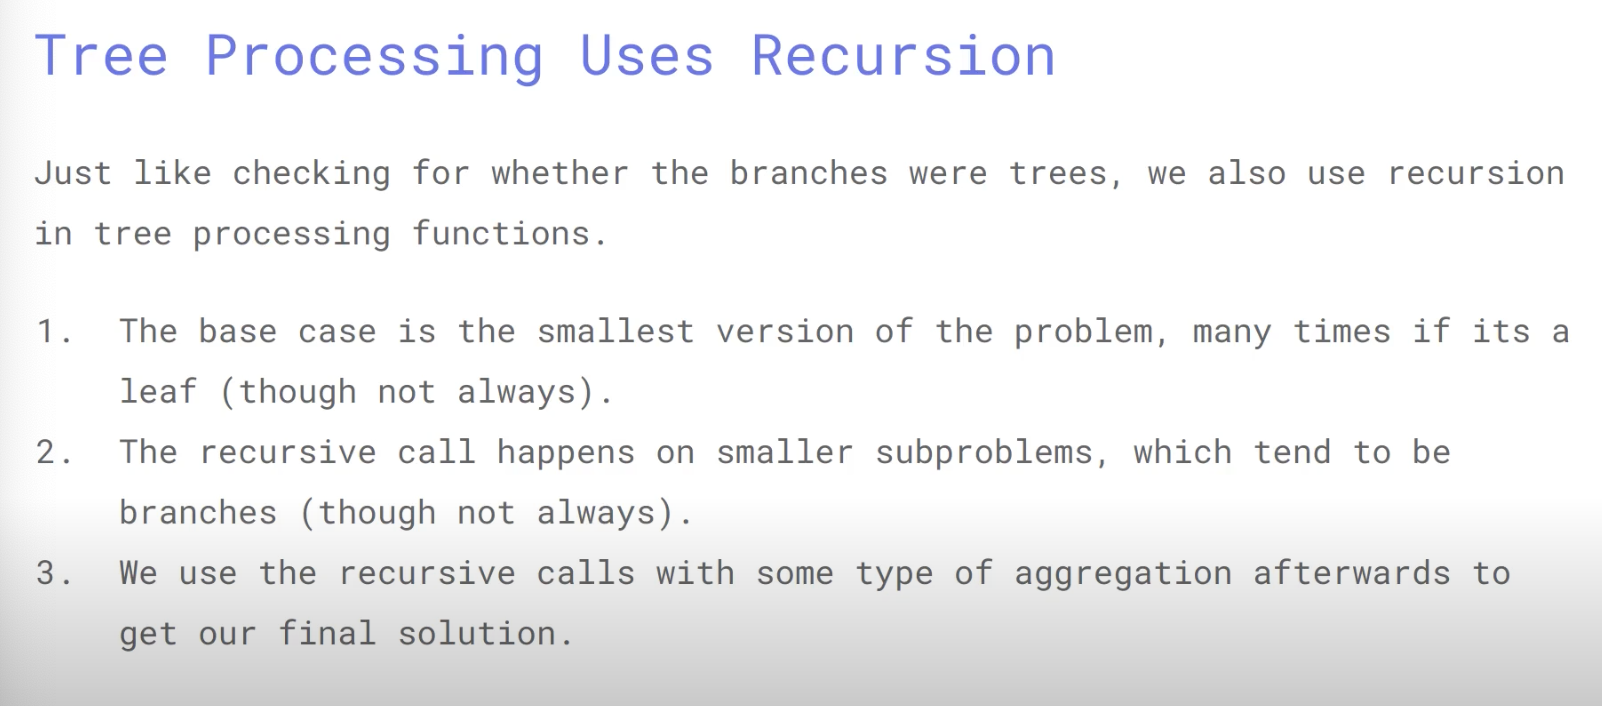 Tree Processing Uses Recursion
Just like checking for whether the branches were trees, we also use recursion
in tree processing functions.
1. The base case is the smallest version of the problem, many times if its a
leaf (though not always).
2. The recursive call happens on smaller subproblems, which tend to be
branches (though not always).
3. We use the recursive calls with some type of aggregation afterwards to
get our final solution.